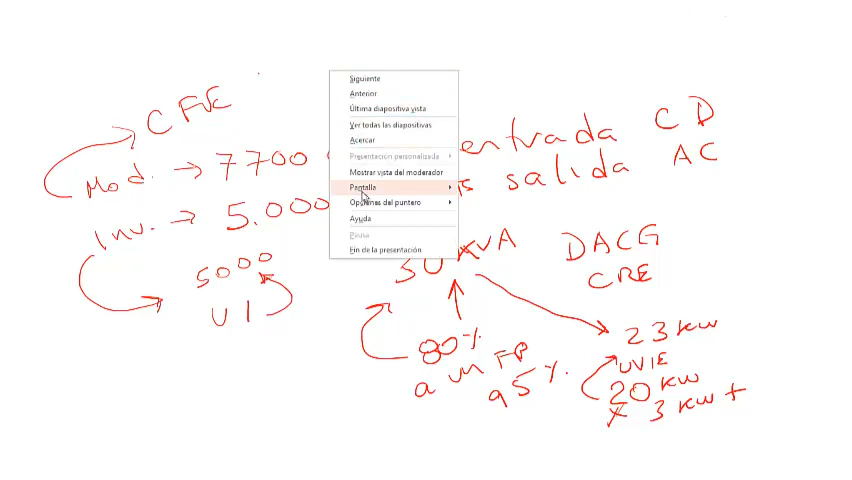 CFE
Mod. → 7700
entrada CD
Inv. → 5.000
salida AC
5000
U I
KVA
DACG
CRE
80%
a un FP
95%
23 KW
UVIE
20 KW
3 KW +
Siguiente
Anterior
Última diapositiva vista
Ver todas las diapositivas
Acercar
Presentación personalizada
Mostrar vista del moderador
Pantalla
Opciones del puntero
Ayuda
Pausa
Fin de la presentación